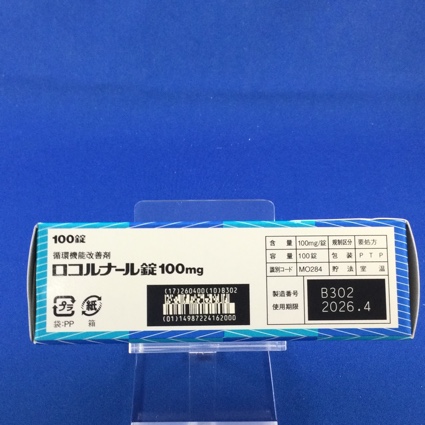 100錠
循環機能改善剤
ロコルナール錠100mg
プラ
袋:PP
紙
箱
(17)260400(10)B302
(01)14987224162000
含 量 100mg/錠 規制区分 要処方
容 量 100錠 包 装 PTP
識別コード MO284 貯 法 室 温
製造番号 B302
使用期限 2026.4